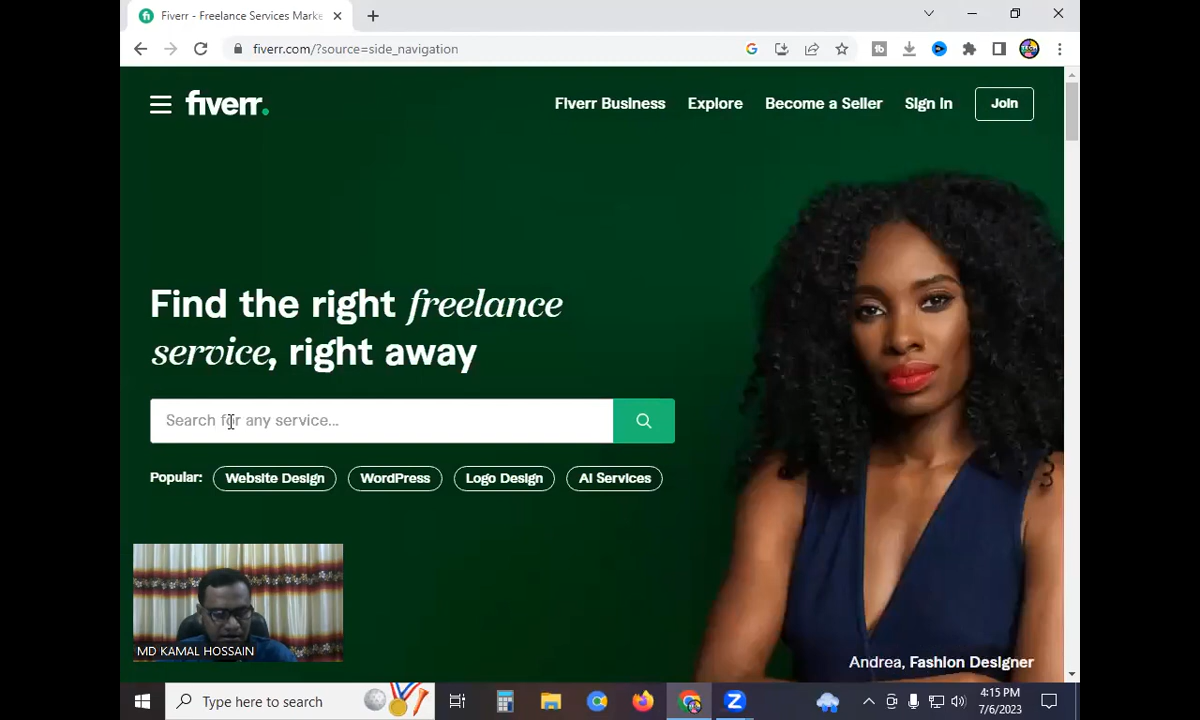 Fiverr - Freelance Services Marke
fiverr.com/?source=side_navigation
fiverr.
Fiverr Business
Explore
Become a Seller
Sign In
Join
Find the right freelance
service, right away
Search for any service...
Popular:
Website Design
WordPress
Logo Design
AI Services
MD KAMAL HOSSAIN
Andrea, Fashion Designer
Type here to search
4:15 PM
7/6/2023